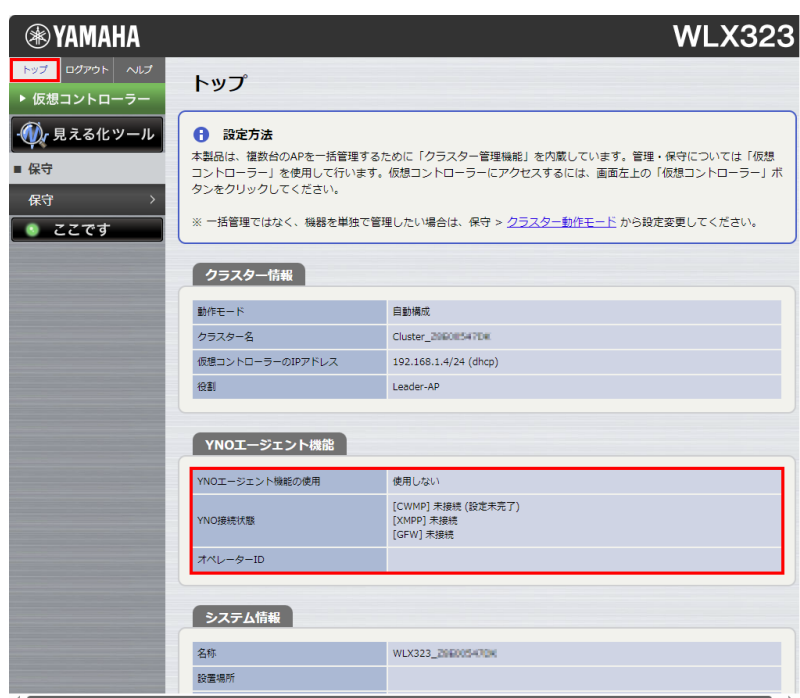 YAMAHA
WLX323
トップ ログアウト ヘルプ
仮想コントローラー
見える化ツール
保守
保守
ここです
トップ
設定方法
本製品は、複数台のAPを一括管理するために「クラスター管理機能」を内蔵しています。管理・保守については「仮想
コントローラー」を使用して行います。仮想コントローラーにアクセスするには、画面左上の「仮想コントローラー」ボ
タンをクリックしてください。
※ 一括管理ではなく、機器を単独で管理したい場合は、保守 > クラスター動作モード から設定変更してください。
クラスター情報
動作モード 自動構成
クラスター名 Cluster_
仮想コントローラーのIPアドレス 192.168.1.4/24 (dhcp)
役割 Leader-AP
YNOエージェント機能
YNOエージェント機能の使用 使用しない
YNO接続状態 [CWMP] 未接続 (設定未完了)
[XMPP] 未接続
[GFW] 未接続
オペレーターID
システム情報
名称 WLX323_
設置場所